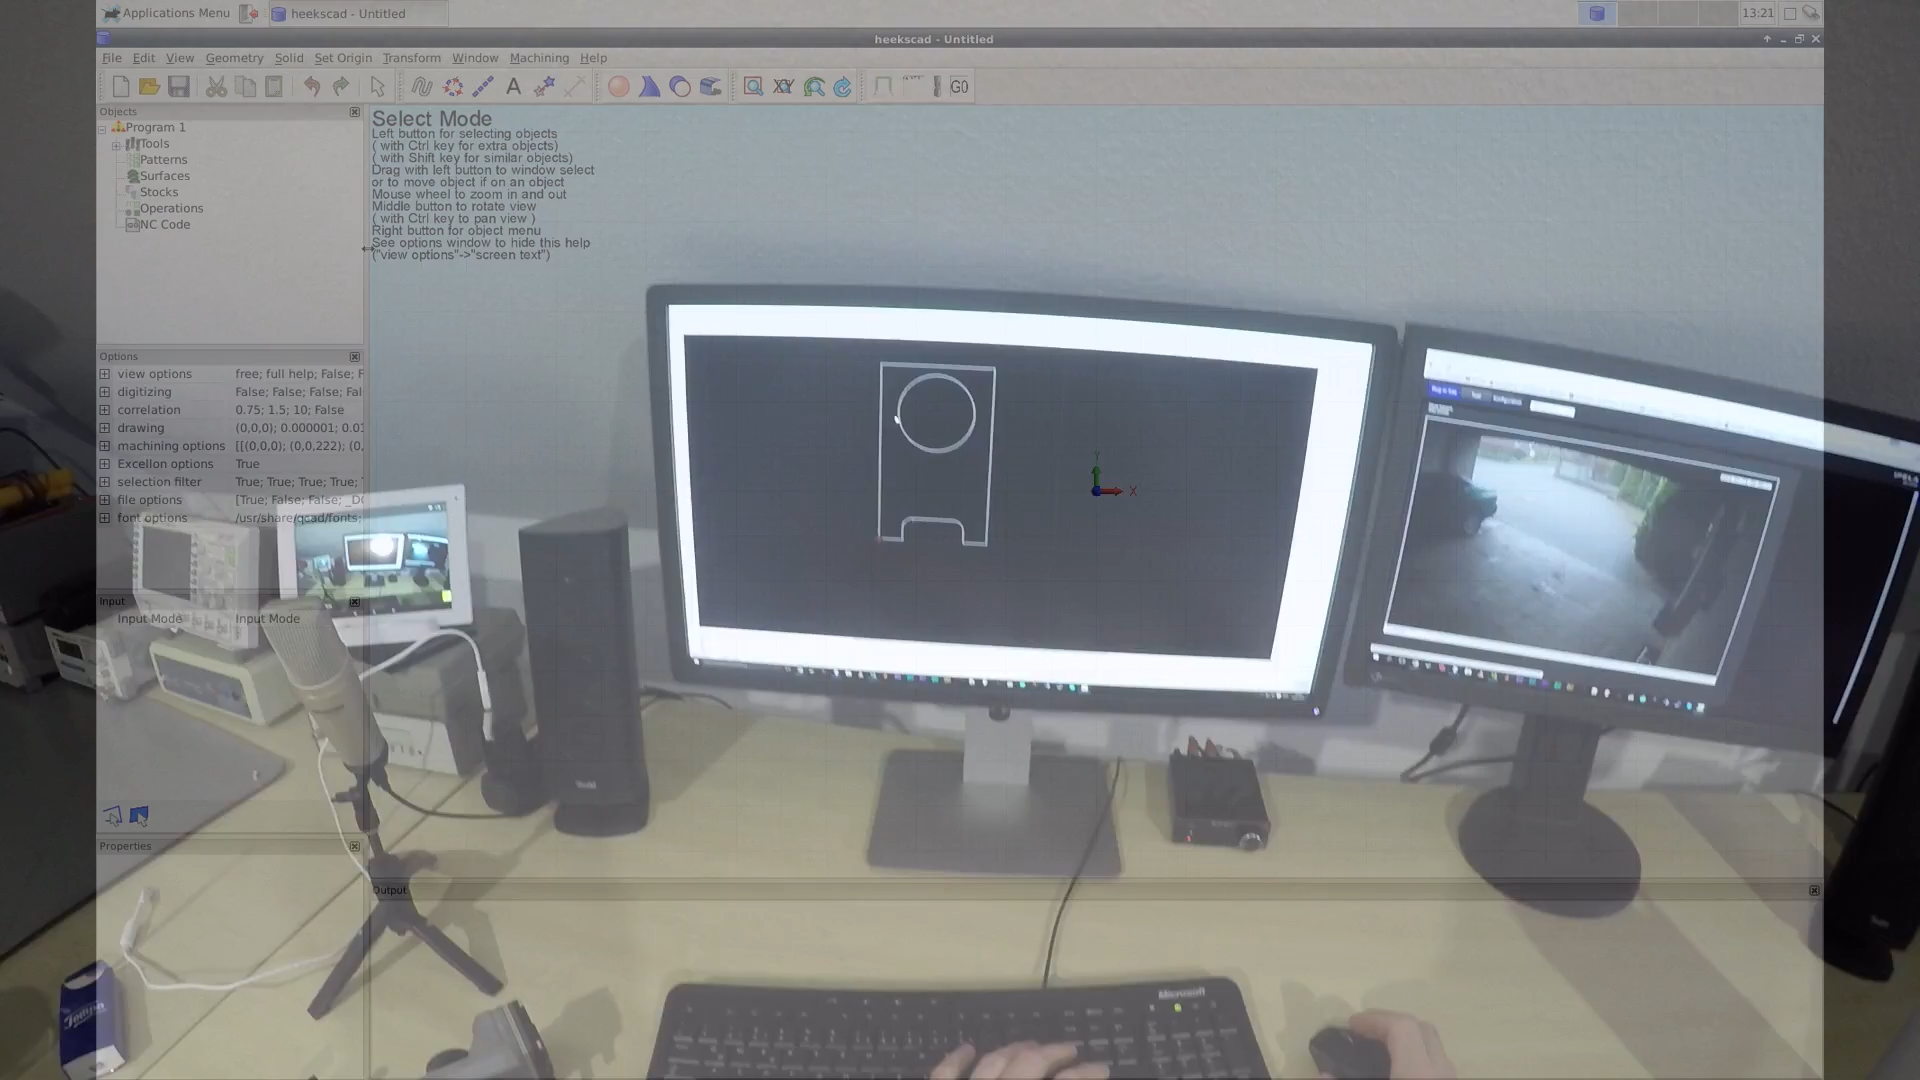 Applications Menu
heekscad - Untitled
13:21
heekscad - Untitled
File Edit View Geometry Solid Set Origin Transform Window Machining Help
A
G0
Objects
Program 1
Tools
Patterns
Surfaces
Stocks
Operations
NC Code
Select Mode
Left button for selecting objects
( with Ctrl key for extra objects)
( with Shift key for similar objects)
Drag with left button to window select
or to move object if on an object
Mouse wheel to zoom in and out
Middle button to rotate view
( with Ctrl key to pan view )
Right button for object menu
See options window to hide this help
("view options"->"screen text")
Options
view options free; full help; False; F
digitizing False; False; False; Fal
correlation 0.75; 1.5; 10; False
drawing (0,0,0); 0.000001; 0.01
machining options [[(0,0,0); (0,0,222); (0,
Excellon options True
selection filter True; True; True; True;
file options [True; False; False;
font options /usr/share/qcad/fonts;
Y
X
Input
Input Mode Input Mode
Properties
Output
Microsoft
Tempo